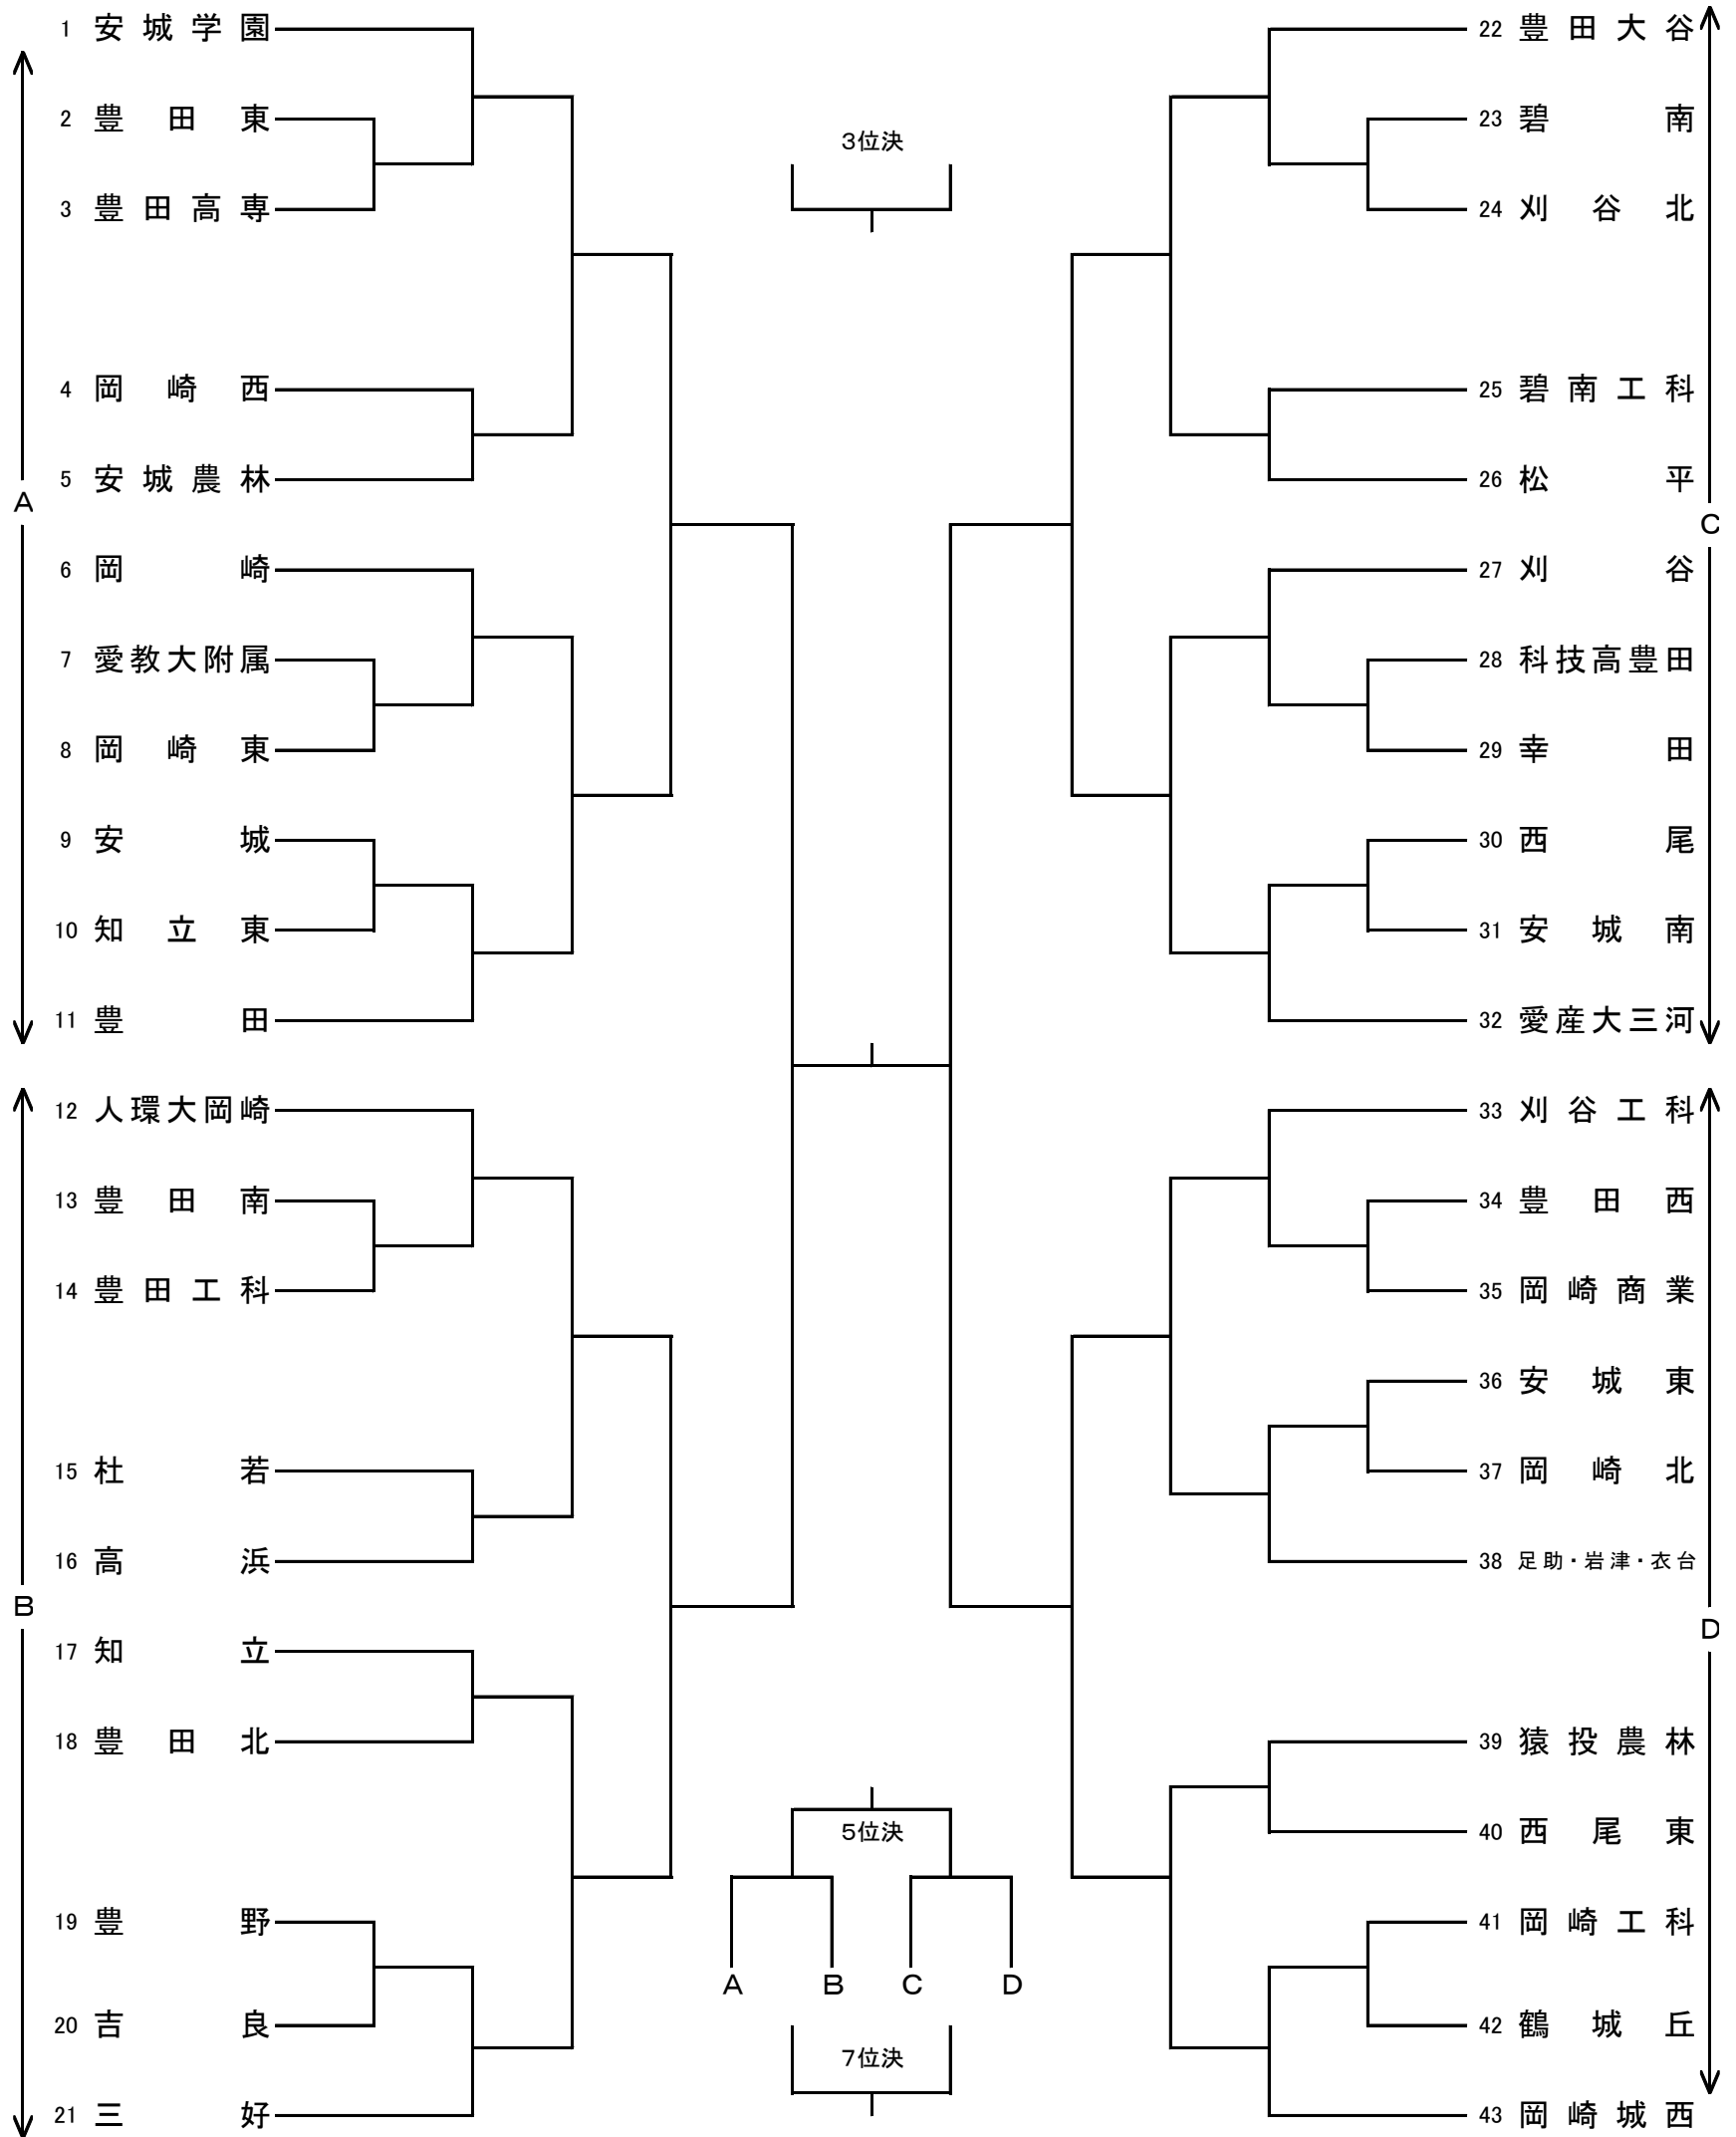 1 安城学園
2 豊田東
3 豊田高専
4 岡崎西
5 安城農林
A
6 岡崎
7 愛教大附属
8 岡崎東
9 安城
10 知立東
11 豊田
12 人環大岡崎
13 豊田南
14 豊田工科
15 杜若
16 高浜
B
17 知立
18 豊田北
19 豊野
20 吉良
21 三好
3位決
5位決
A B C D
7位決
22 豊田大谷
23 碧南
24 刈谷北
25 碧南工科
26 松平
C
27 刈谷
28 科技高豊田
29 幸田
30 西尾
31 安城南
32 愛産大三河
33 刈谷工科
34 豊田西
35 岡崎商業
36 安城東
37 岡崎北
38 足助・岩津・衣台
D
39 猿投農林
40 西尾東
41 岡崎工科
42 鶴城丘
43 岡崎城西